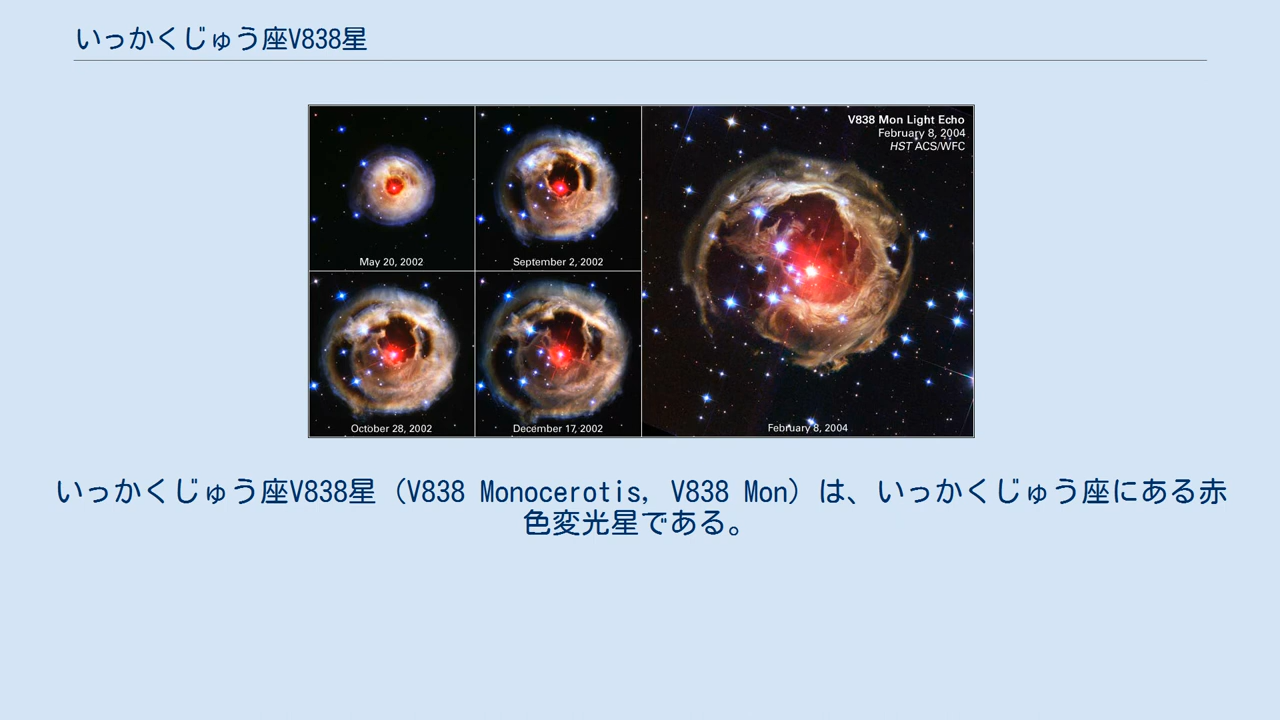 いっかくじゅう座V838星
V838 Mon Light Echo
February 8, 2004
HST ACS/WFC
May 20, 2002
September 2, 2002
October 28, 2002
December 17, 2002
February 8, 2004
いっかくじゅう座V838星 (V838 Monocerotis, V838 Mon) は、いっかくじゅう座にある赤
色変光星である。